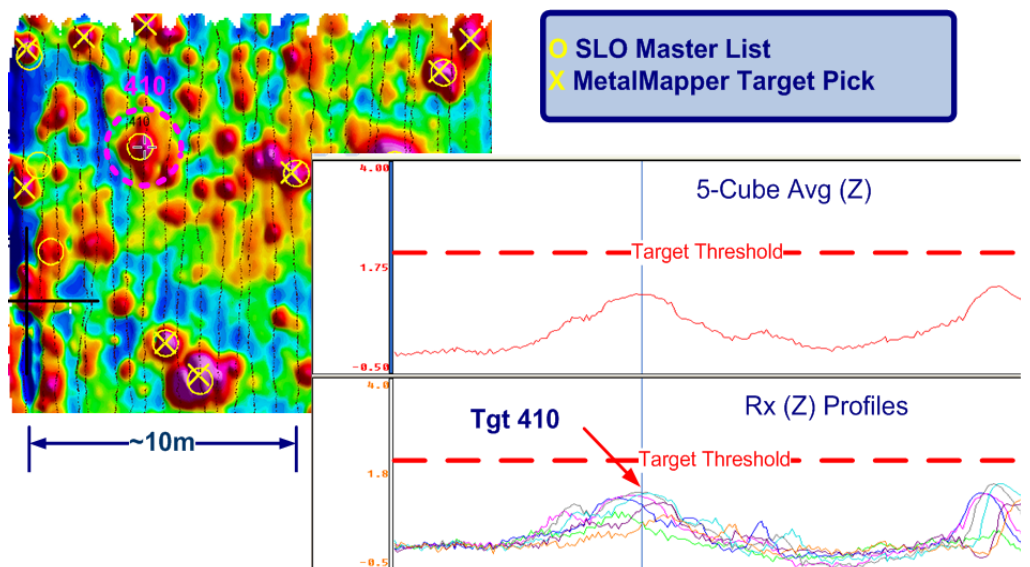 O SLO Master List
X MetalMapper Target Pick
410
410
~10m
4.00
5-Cube Avg (Z)
Target Threshold
1.75
-0.50
4.0
Rx (Z) Profiles
Tgt 410
Target Threshold
1.8
-0.5